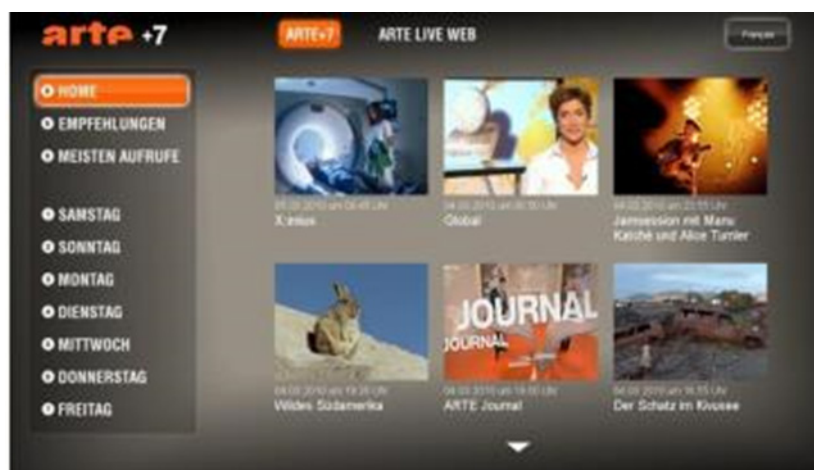 arte +7
ARTE+7
ARTE LIVE WEB
Français
HOME
EMPFEHLUNGEN
MEISTEN AUFRUFE
SAMSTAG
SONNTAG
MONTAG
DIENSTAG
MITTWOCH
DONNERSTAG
FREITAG
X:enius
Global
Jamsession mit Manu
Katché und Alice
JOURNAL
JOURNAL
Wildes Südamerika
ARTE Journal
Der Schatz im Kivusee